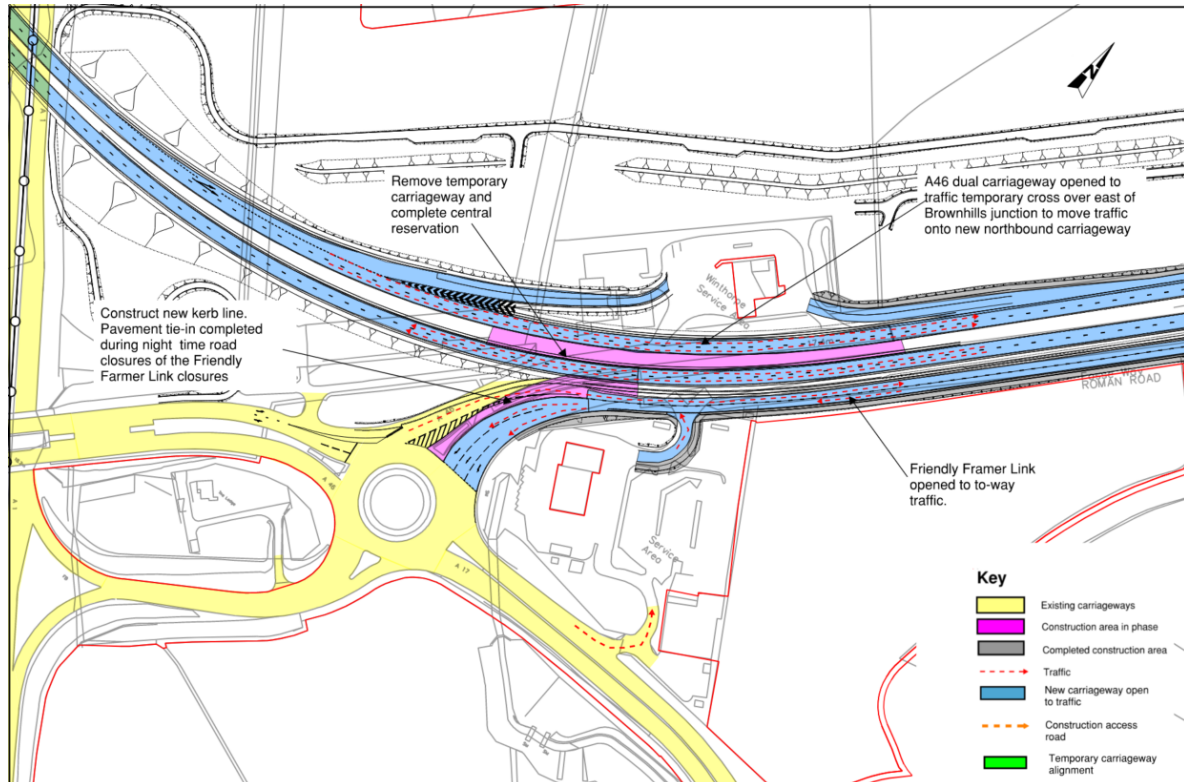 N
Remove temporary
carriageway and
complete central
reservation
A46 dual carriageway opened to
traffic temporary cross over east of
Brownhills junction to move traffic
onto new northbound carriageway
Winthorpe
Service Area
Construct new kerb line.
Pavement tie-in completed
during night time road
closures of the Friendly
Farmer Link closures
ROMAN ROAD
Friendly Framer Link
opened to to-way
traffic.
A 46
A 1
Service
Area
A 17
Key
Existing carriageways
Construction area in phase
Completed construction area
Traffic
New carriageway open
to traffic
Construction access
road
Temporary carriageway
alignment